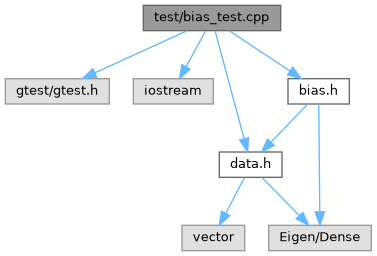 test/bias_test.cpp
gtest/gtest.h
iostream
bias.h
data.h
vector
Eigen/Dense